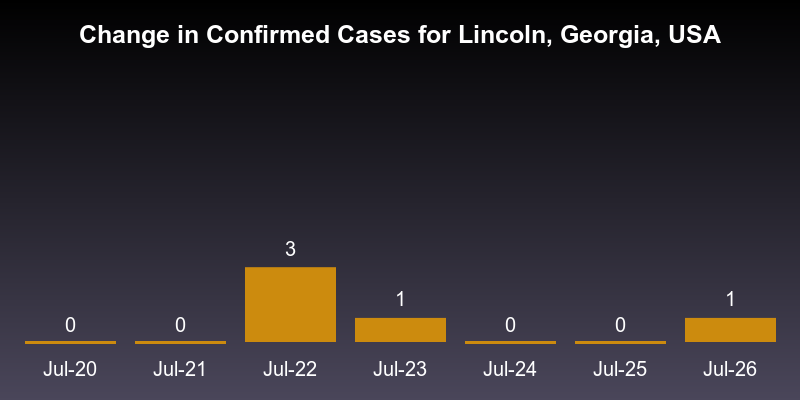 Change in Confirmed Cases for Lincoln, Georgia, USA
0 0 3 1 0 0 1
Jul-20 Jul-21 Jul-22 Jul-23 Jul-24 Jul-25 Jul-26